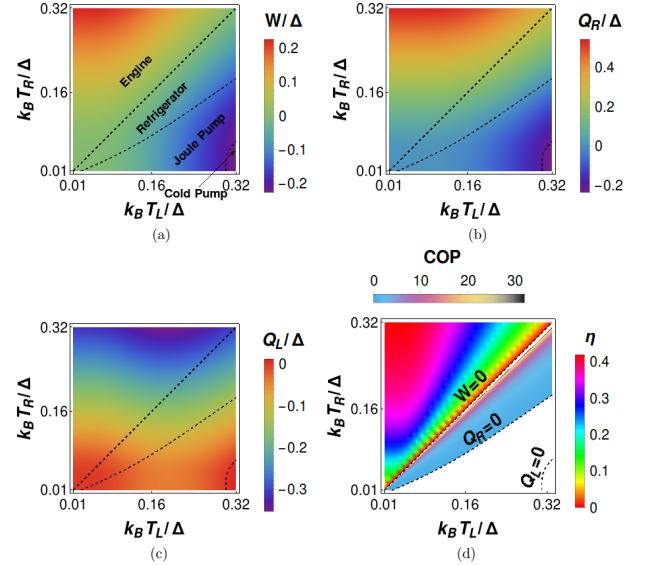 W/Δ
0.32
0.16
0.01
k_B T_R/Δ
Engine
Refrigerator
Joule Pump
Cold Pump
0.01
0.16
0.32
k_B T_L/Δ
0.2
0.1
0
−0.1
−0.2
(a)
Q_R/Δ
0.32
0.16
0.01
k_B T_R/Δ
0.01
0.16
0.32
k_B T_L/Δ
0.4
0.2
0
−0.2
(b)
Q_L/Δ
0.32
0.16
0.01
k_B T_R/Δ
0.01
0.16
0.32
k_B T_L/Δ
0
−0.1
−0.2
−0.3
(c)
COP
0 10 20 30
η
0.32
0.16
0.01
k_B T_R/Δ
W=0
Q_R=0
Q_L=0
0.01
0.16
0.32
k_B T_L/Δ
0.4
0.3
0.2
0.1
0
(d)